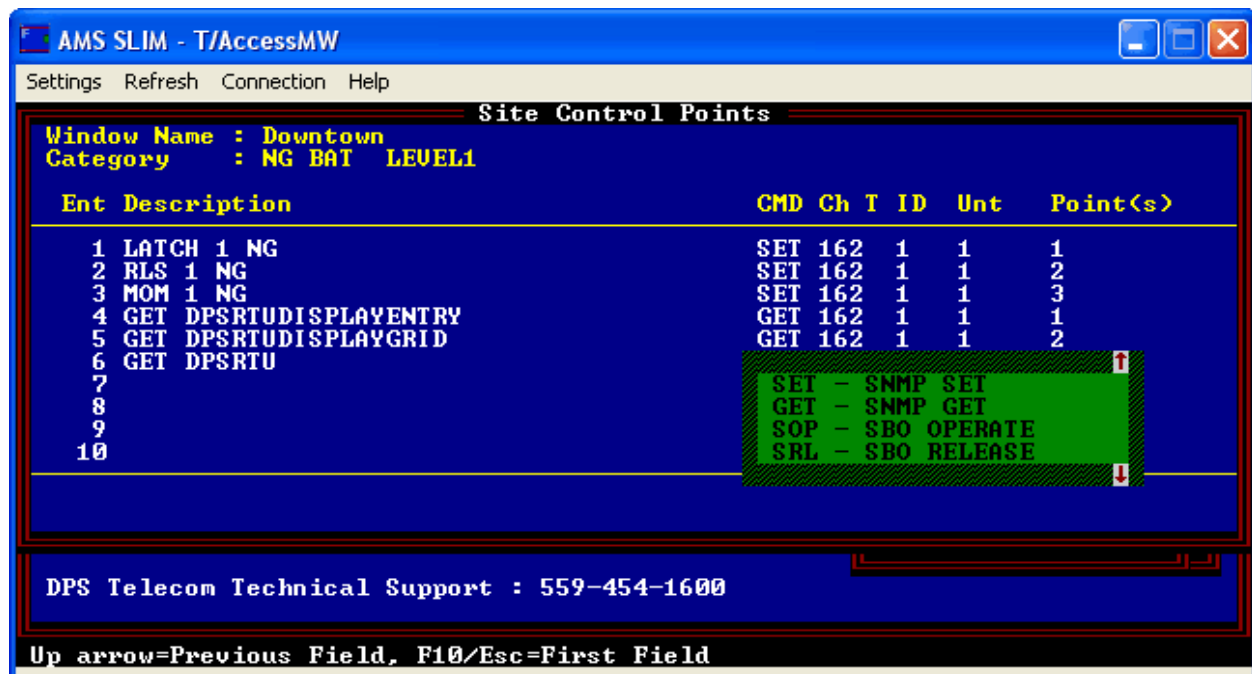 AMS SLIM - T/AccessMW
Settings Refresh Connection Help
Site Control Points
Window Name : Downtown
Category : NG BAT LEVEL1
Ent Description CMD Ch T ID Unt Point(s)
1 LATCH 1 NG SET 162 1 1 1
2 RLS 1 NG SET 162 1 1 2
3 MOM 1 NG SET 162 1 1 3
4 GET DPSRTUDISPLAYENTRY GET 162 1 1 1
5 GET DPSRTUDISPLAYGRID GET 162 1 1 2
6 GET DPSRTU
7
8
9
10
SET - SNMP SET
GET - SNMP GET
SOP - SBO OPERATE
SRL - SBO RELEASE
DPS Telecom Technical Support : 559-454-1600
Up arrow=Previous Field, F10/Esc=First Field